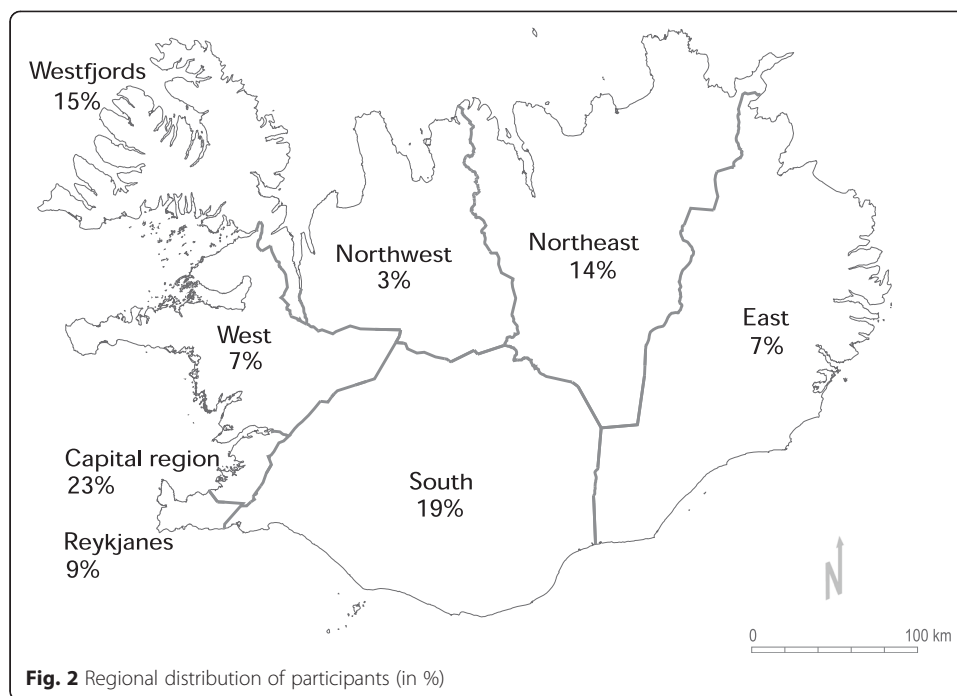 Westfjords
15%
Northwest
3%
Northeast
14%
West
7%
East
7%
Capital region
23%
South
19%
Reykjanes
9%
N
0 100 km
Fig. 2 Regional distribution of participants (in %)